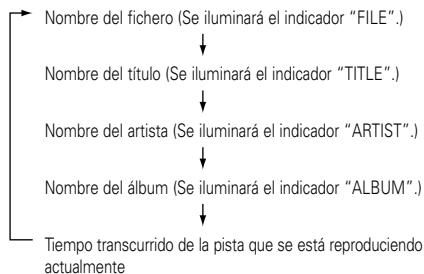 Nombre del fichero (Se iluminará el indicador “FILE”.)
Nombre del título (Se iluminará el indicador “TITLE”.)
Nombre del artista (Se iluminará el indicador “ARTIST”.)
Nombre del álbum (Se iluminará el indicador “ALBUM”.)
Tiempo transcurrido de la pista que se está reproduciendo
actualmente